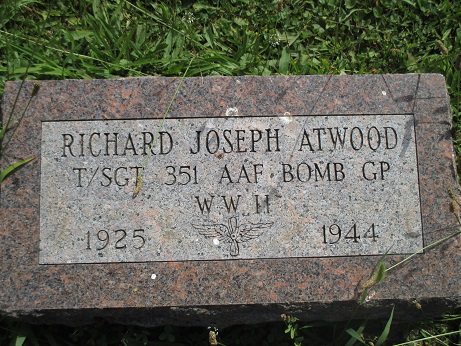 RICHARD JOSEPH ATWOOD
T/SGT 351 AAF BOMB GP
W W II
1925 1944